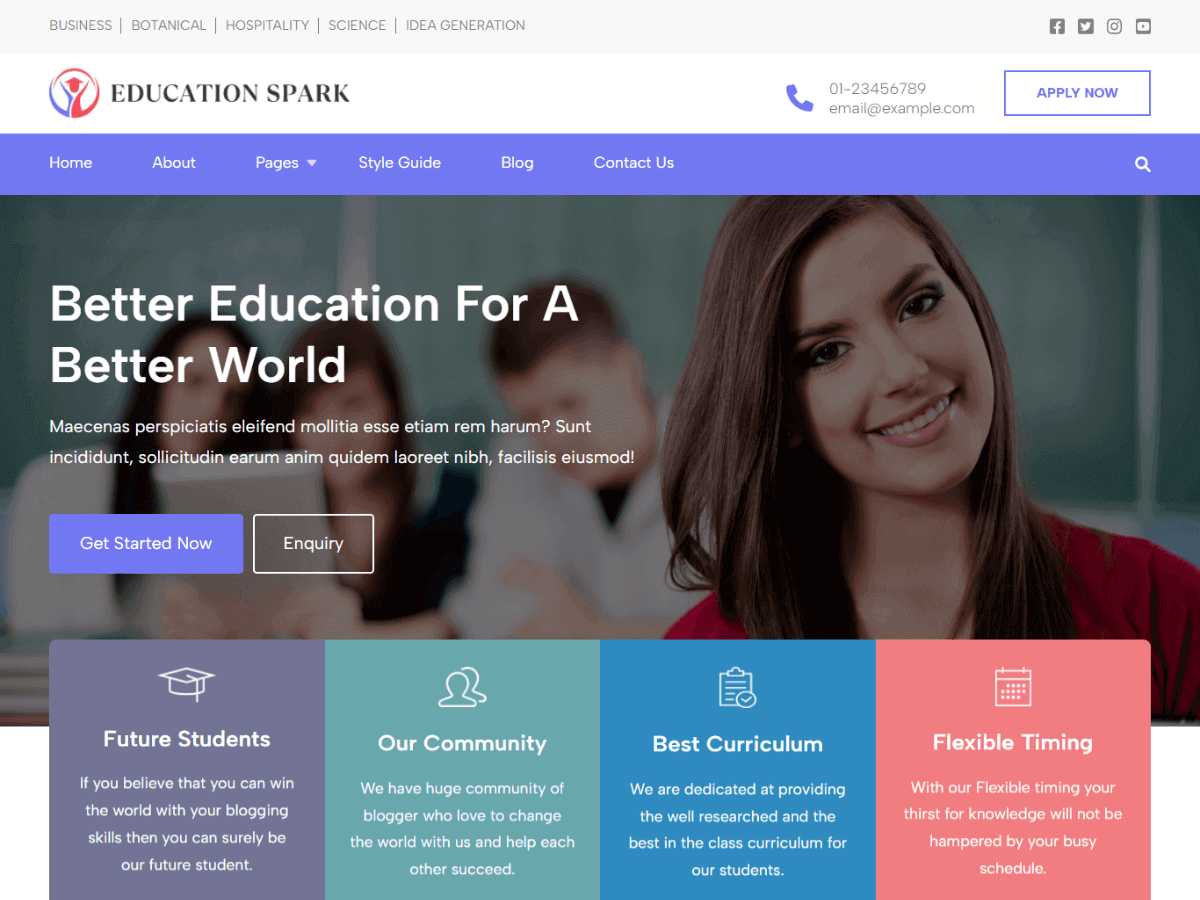 BUSINESS | BOTANICAL | HOSPITALITY | SCIENCE | IDEA GENERATION
EDUCATION SPARK
01-23456789
email@example.com
APPLY NOW
Home About Pages Style Guide Blog Contact Us
Better Education For A
Better World
Maecenas perspiciatis eleifend mollitia esse etiam rem harum? Sunt
incididunt, sollicitudin earum anim quidem laoreet nibh, facilisis eiusmod!
Get Started Now
Enquiry
Future Students
If you believe that you can win
the world with your blogging
skills then you can surely be
our future student.
Our Community
We have huge community of
blogger who love to change
the world with us and help each
other succeed.
Best Curriculum
We are dedicated at providing
the well researched and the
best in the class curriculum for
our students.
Flexible Timing
With our Flexible timing your
thirst for knowledge will not be
hampered by your busy
schedule.